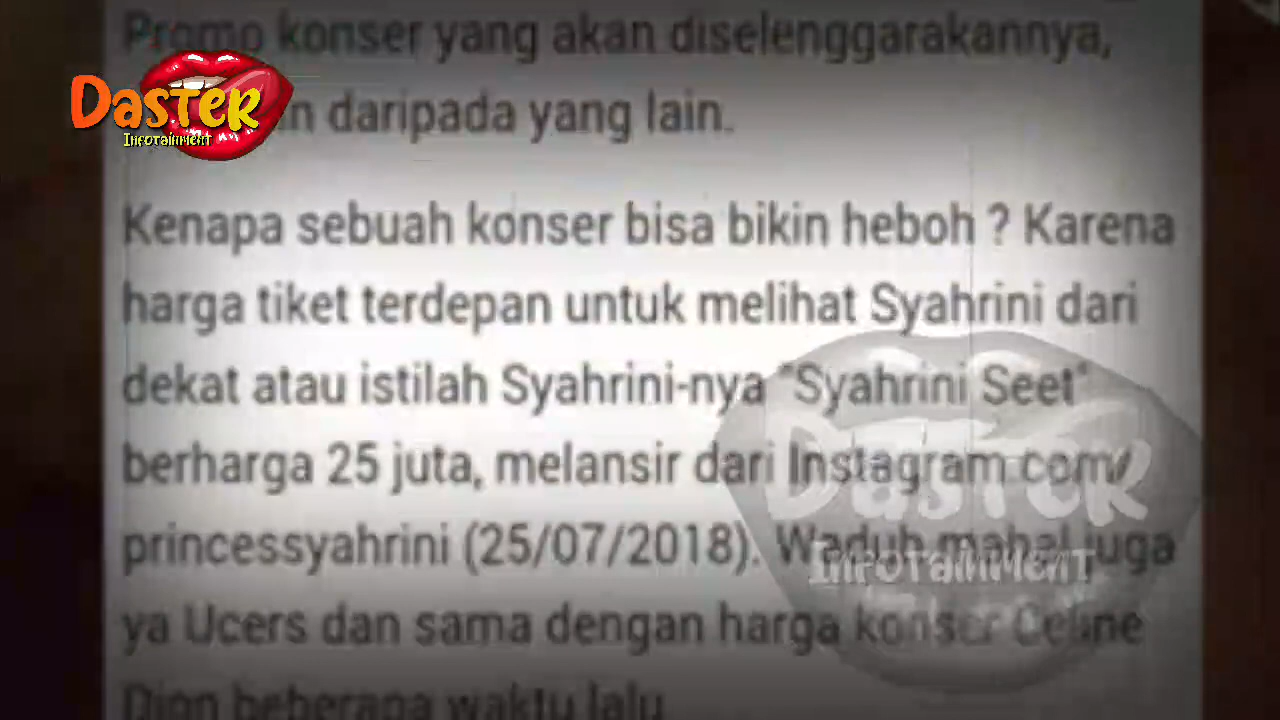 Promo konser yang akan diselenggarakannya,
DaSTER
InFOTaiNMENT
daripada yang lain.
Kenapa sebuah konser bisa bikin heboh ? Karena
harga tiket terdepan untuk melihat Syahrini dari
dekat atau istilah Syahrini-nya "Syahrini Seet"
berharga 25 juta, melansir dari Instagram.com/
princessyahrini (25/07/2018). Waduh mahal juga
ya Ucers dan sama dengan harga konser Celine
Dion beberapa waktu lalu
DaSTER
InFOTaiNMENT